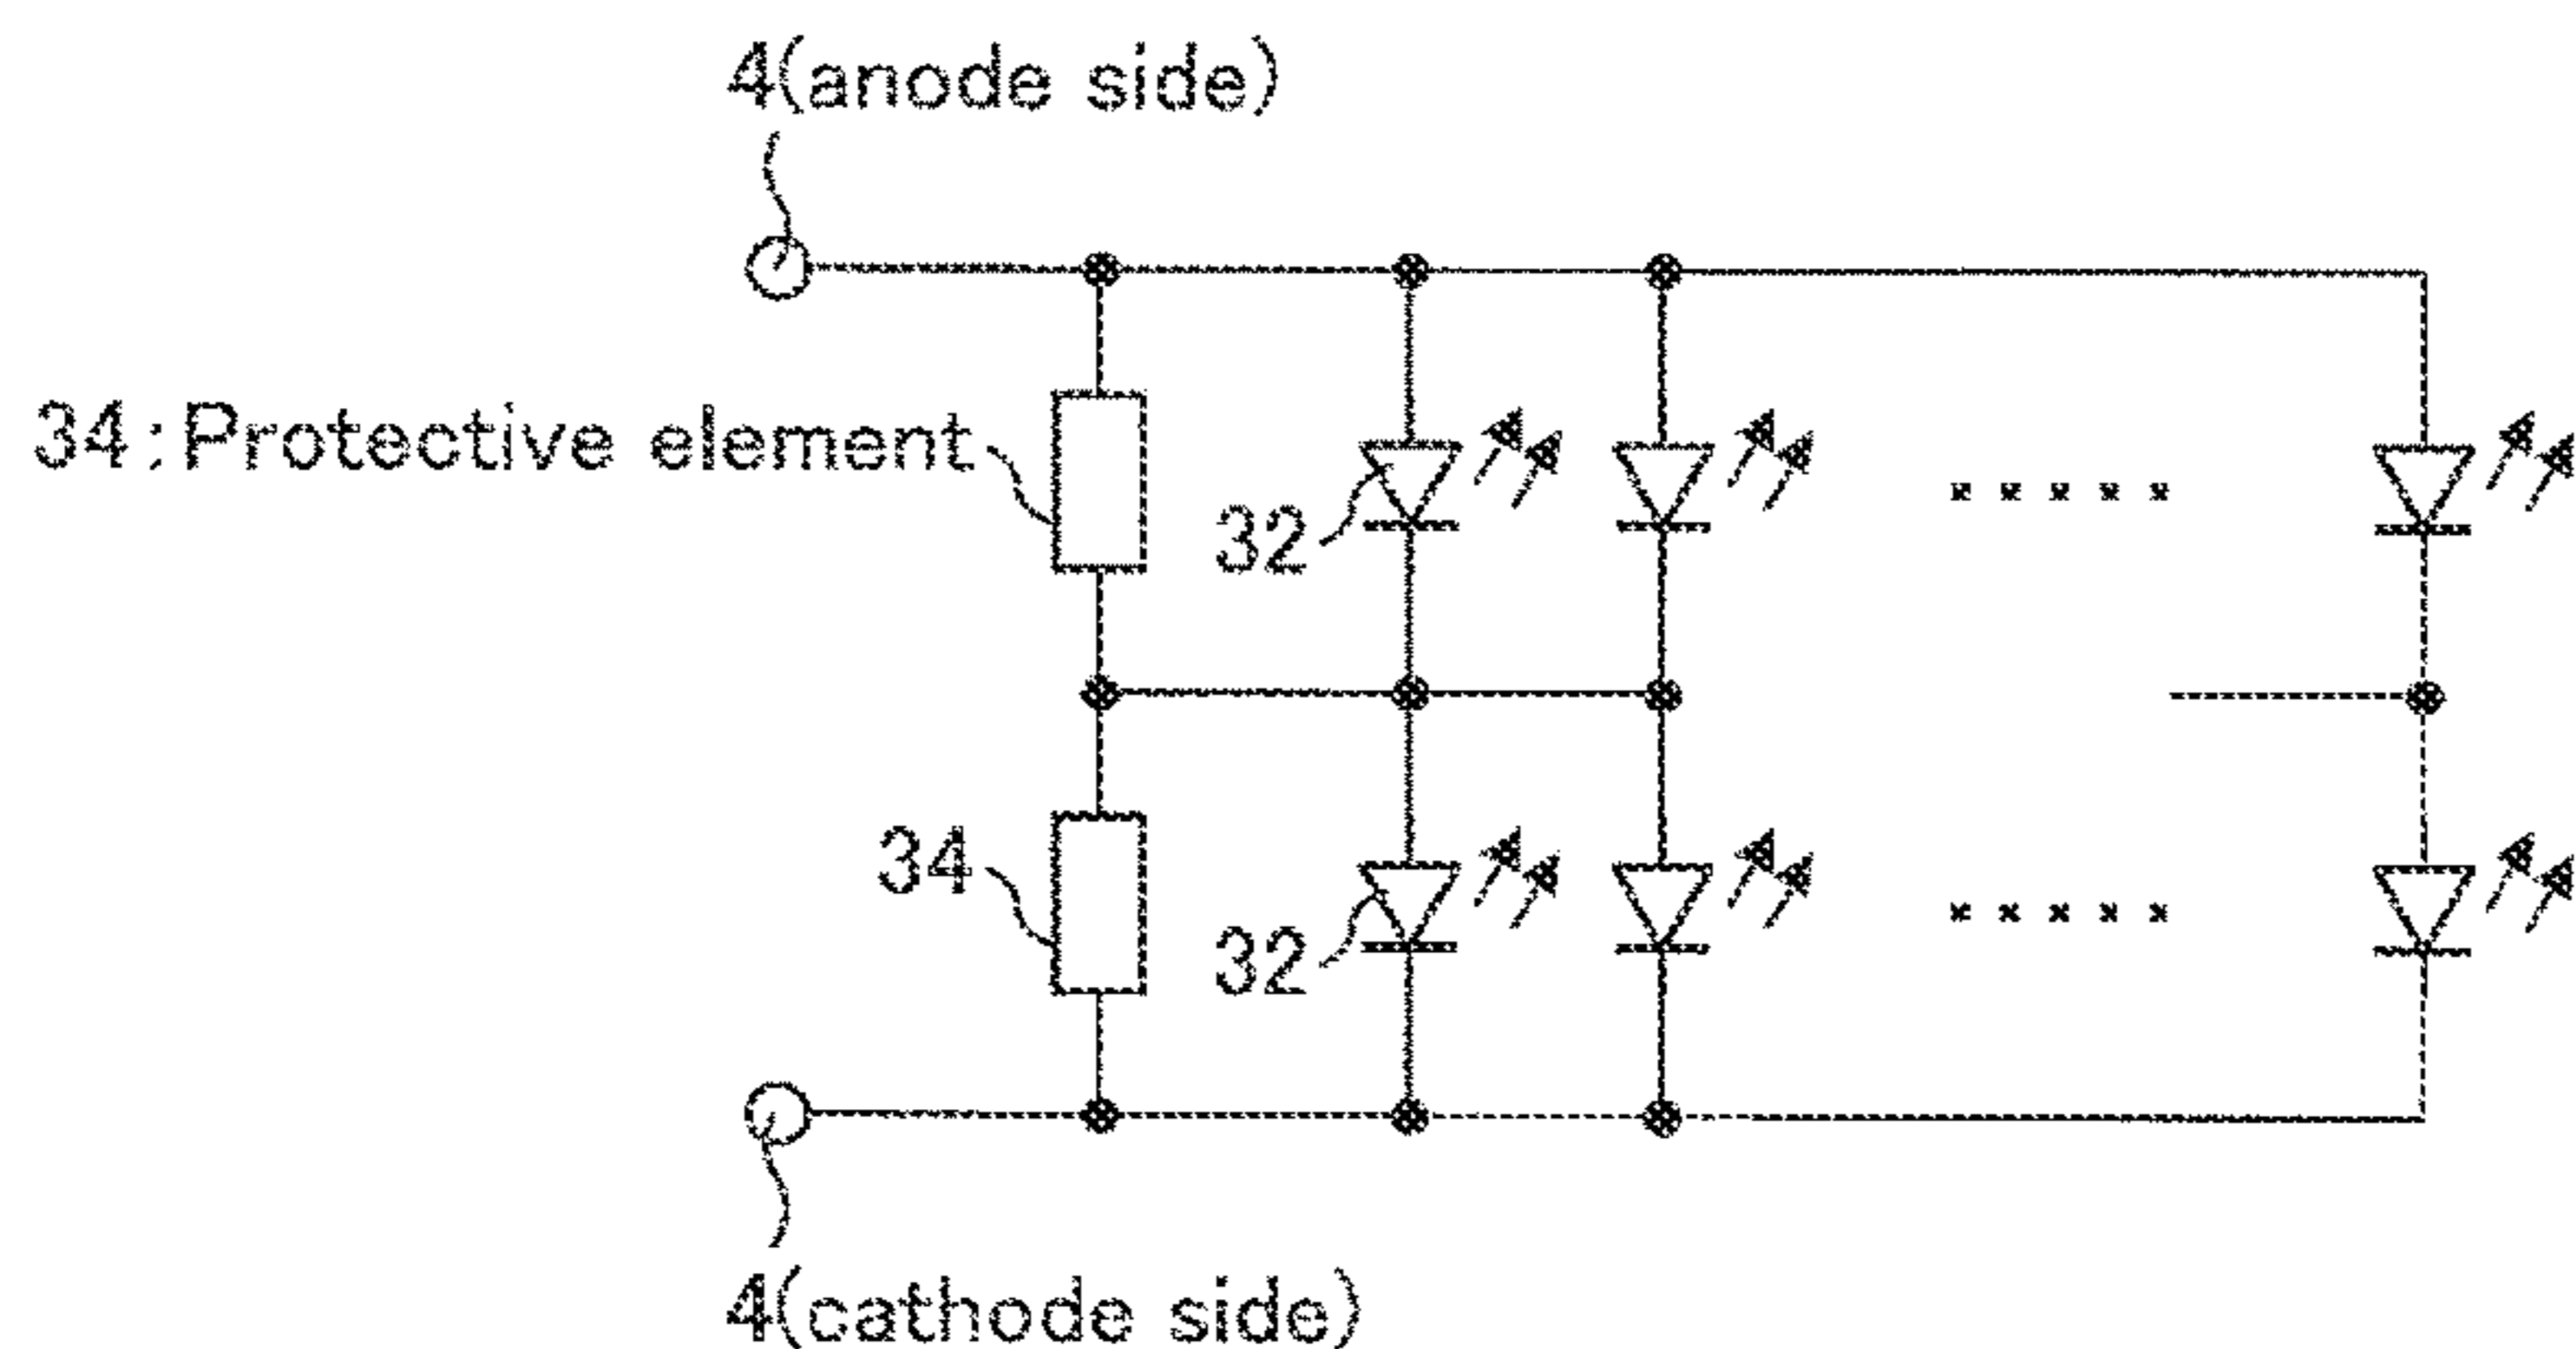 4(anode side)
34:Protective element
32
34
32
4(cathode side)